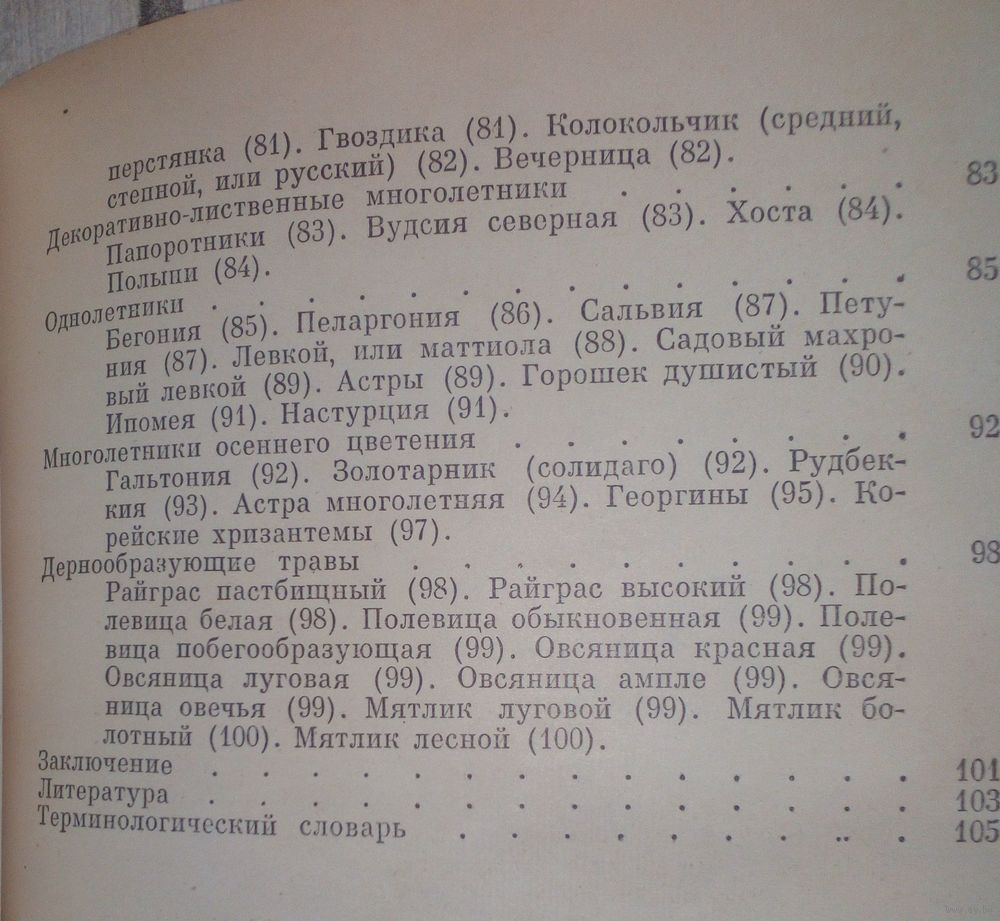 перстянка (81). Гвоздика (81). Колокольчик (средний,
степной, или русский) (82). Вечерница (82).
Декоративно-лиственные многолетники . . . . . . 83
Папоротники (83). Вудсия северная (83). Хоста (84).
Полыни (84).
Однолетники . . . . . . . . . . . . . . 85
Бегония (85). Пеларгония (86). Сальвия (87). Пету-
ния (87). Левкой, или маттиола (88). Садовый махро-
вый левкой (89). Астры (89). Горошек душистый (90).
Ипомея (91). Настурция (91).
Многолетники осеннего цветения . . . . . . . . 92
Гальтония (92). Золотарник (солидаго) (92). Рудбек-
кия (93). Астра многолетняя (94). Георгины (95). Ко-
рейские хризантемы (97).
Дернообразующие травы . . . . . . . . . . 98
Райграс пастбищный (98). Райграс высокий (98). По-
левица белая (98). Полевица обыкновенная (99). Поле-
вица побегообразующая (99). Овсяница красная (99).
Овсяница луговая (99). Овсяница ампле (99). Овся-
ница овечья (99). Мятлик луговой (99). Мятлик бо-
лотный (100). Мятлик лесной (100).
Заключение . . . . . . . . . . . . . . 101
Литература . . . . . . . . . . . . . . 103
Терминологический словарь . . . . . . . .. . 105